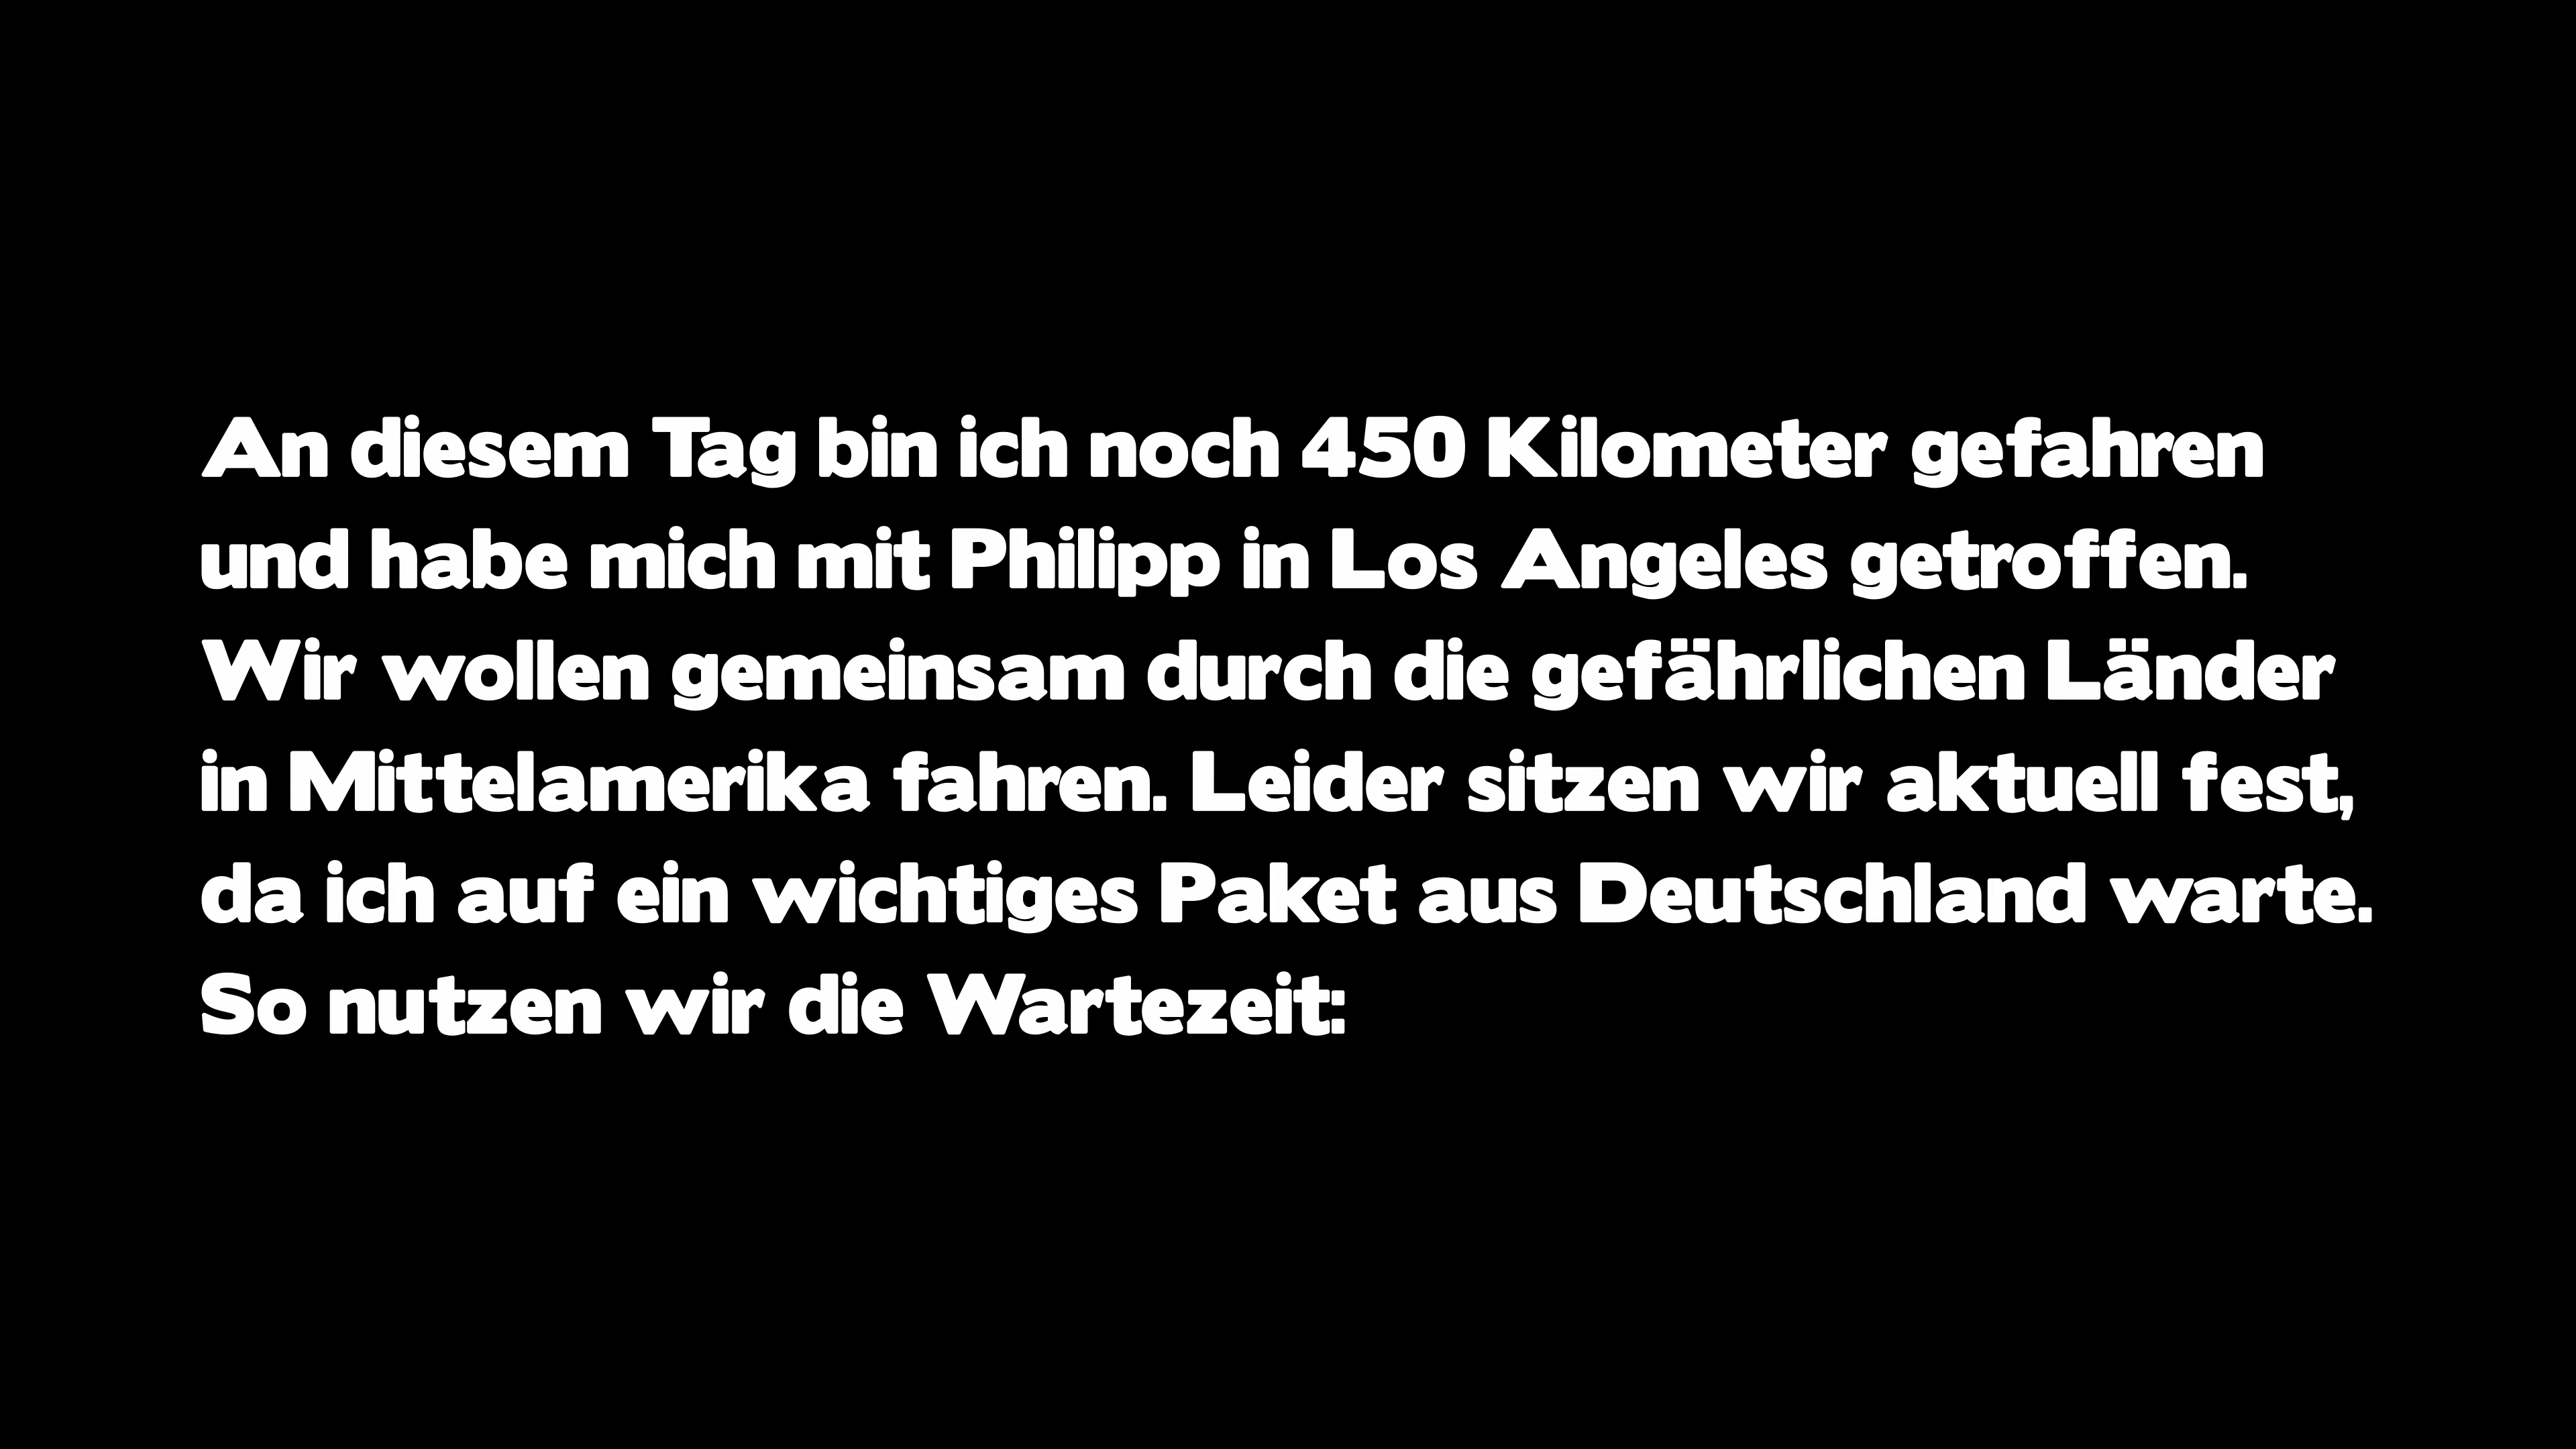 An diesem Tag bin ich noch 450 Kilometer gefahren
und habe mich mit Philipp in Los Angeles getroffen.
Wir wollen gemeinsam durch die gefährlichen Länder
in Mittelamerika fahren. Leider sitzen wir aktuell fest,
da ich auf ein wichtiges Paket aus Deutschland warte.
So nutzen wir die Wartezeit: